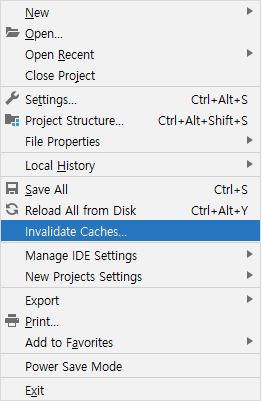 New
Open...
Open Recent
Close Project
Settings... Ctrl+Alt+S
Project Structure... Ctrl+Alt+Shift+S
File Properties
Local History
Save All Ctrl+S
Reload All from Disk Ctrl+Alt+Y
Invalidate Caches...
Manage IDE Settings
New Projects Settings
Export
Print...
Add to Favorites
Power Save Mode
Exit